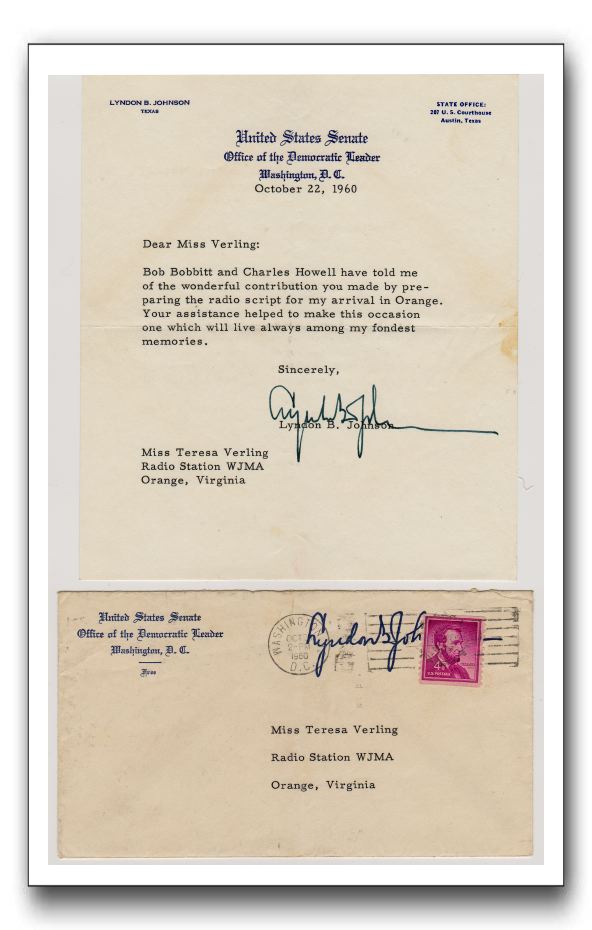 LYNDON B. JOHNSON
TEXAS
STATE OFFICE:
207 U. S. Courthouse
Austin, Texas
United States Senate
Office of the Democratic Leader
Washington, D. C.
October 22, 1960
Dear Miss Verling:
Bob Bobbitt and Charles Howell have told me
of the wonderful contribution you made by pre-
paring the radio script for my arrival in Orange.
Your assistance helped to make this occasion
one which will live always among my fondest
memories.
Sincerely,
Lyndon B. Johnson
Lyndon B. Johnson
Miss Teresa Verling
Radio Station WJMA
Orange, Virginia
United States Senate
Office of the Democratic Leader
Washington, D. C.
Free
WASHINGTON
OCT
1960
D.C.
Lyndon B. Joh
4¢
U.S. POSTAGE
Miss Teresa Verling
Radio Station WJMA
Orange, Virginia